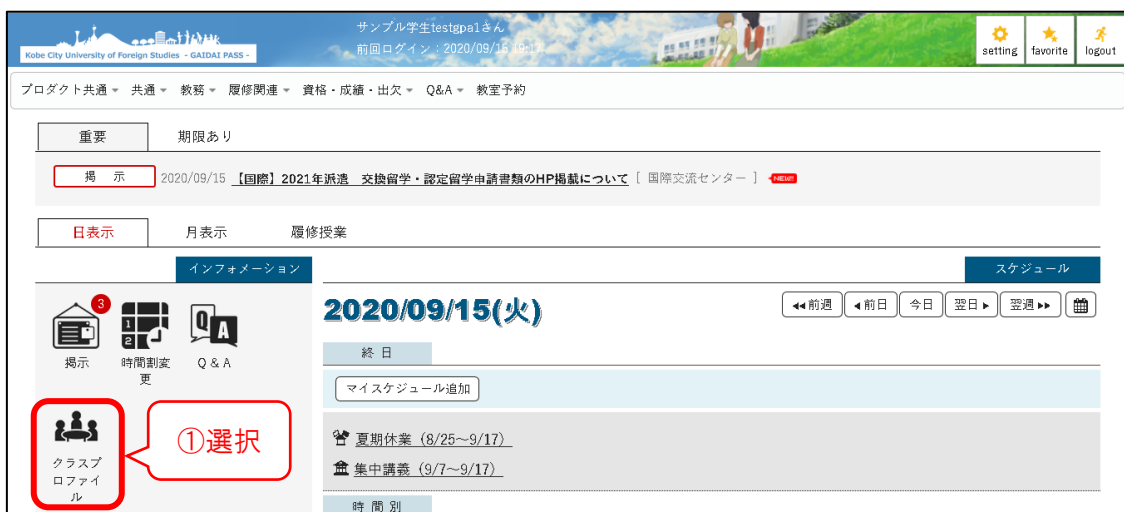 Kobe City University of Foreign Studies - GAIDAI PASS -
サンプル学生testgpa1さん
前回ログイン：2020/09/15
setting favorite logout
プロダクト共通 共通 教務 履修関連 資格・成績・出欠 Q&A 教室予約
重要 期限あり
掲 示 2020/09/15 【国際】2021年派遣 交換留学・認定留学申請書類のHP掲載について [ 国際交流センター ] NEW!!
日表示 月表示 履修授業
インフォメーション
スケジュール
3
掲示
時間割変
更
Q & A
クラスプ
ロファイ
ル
①選択
2020/09/15(火)
前週 前日 今日 翌日 翌週
終 日
マイスケジュール追加
夏期休業（8/25～9/17）
集中講義（9/7～9/17）
時 間 別